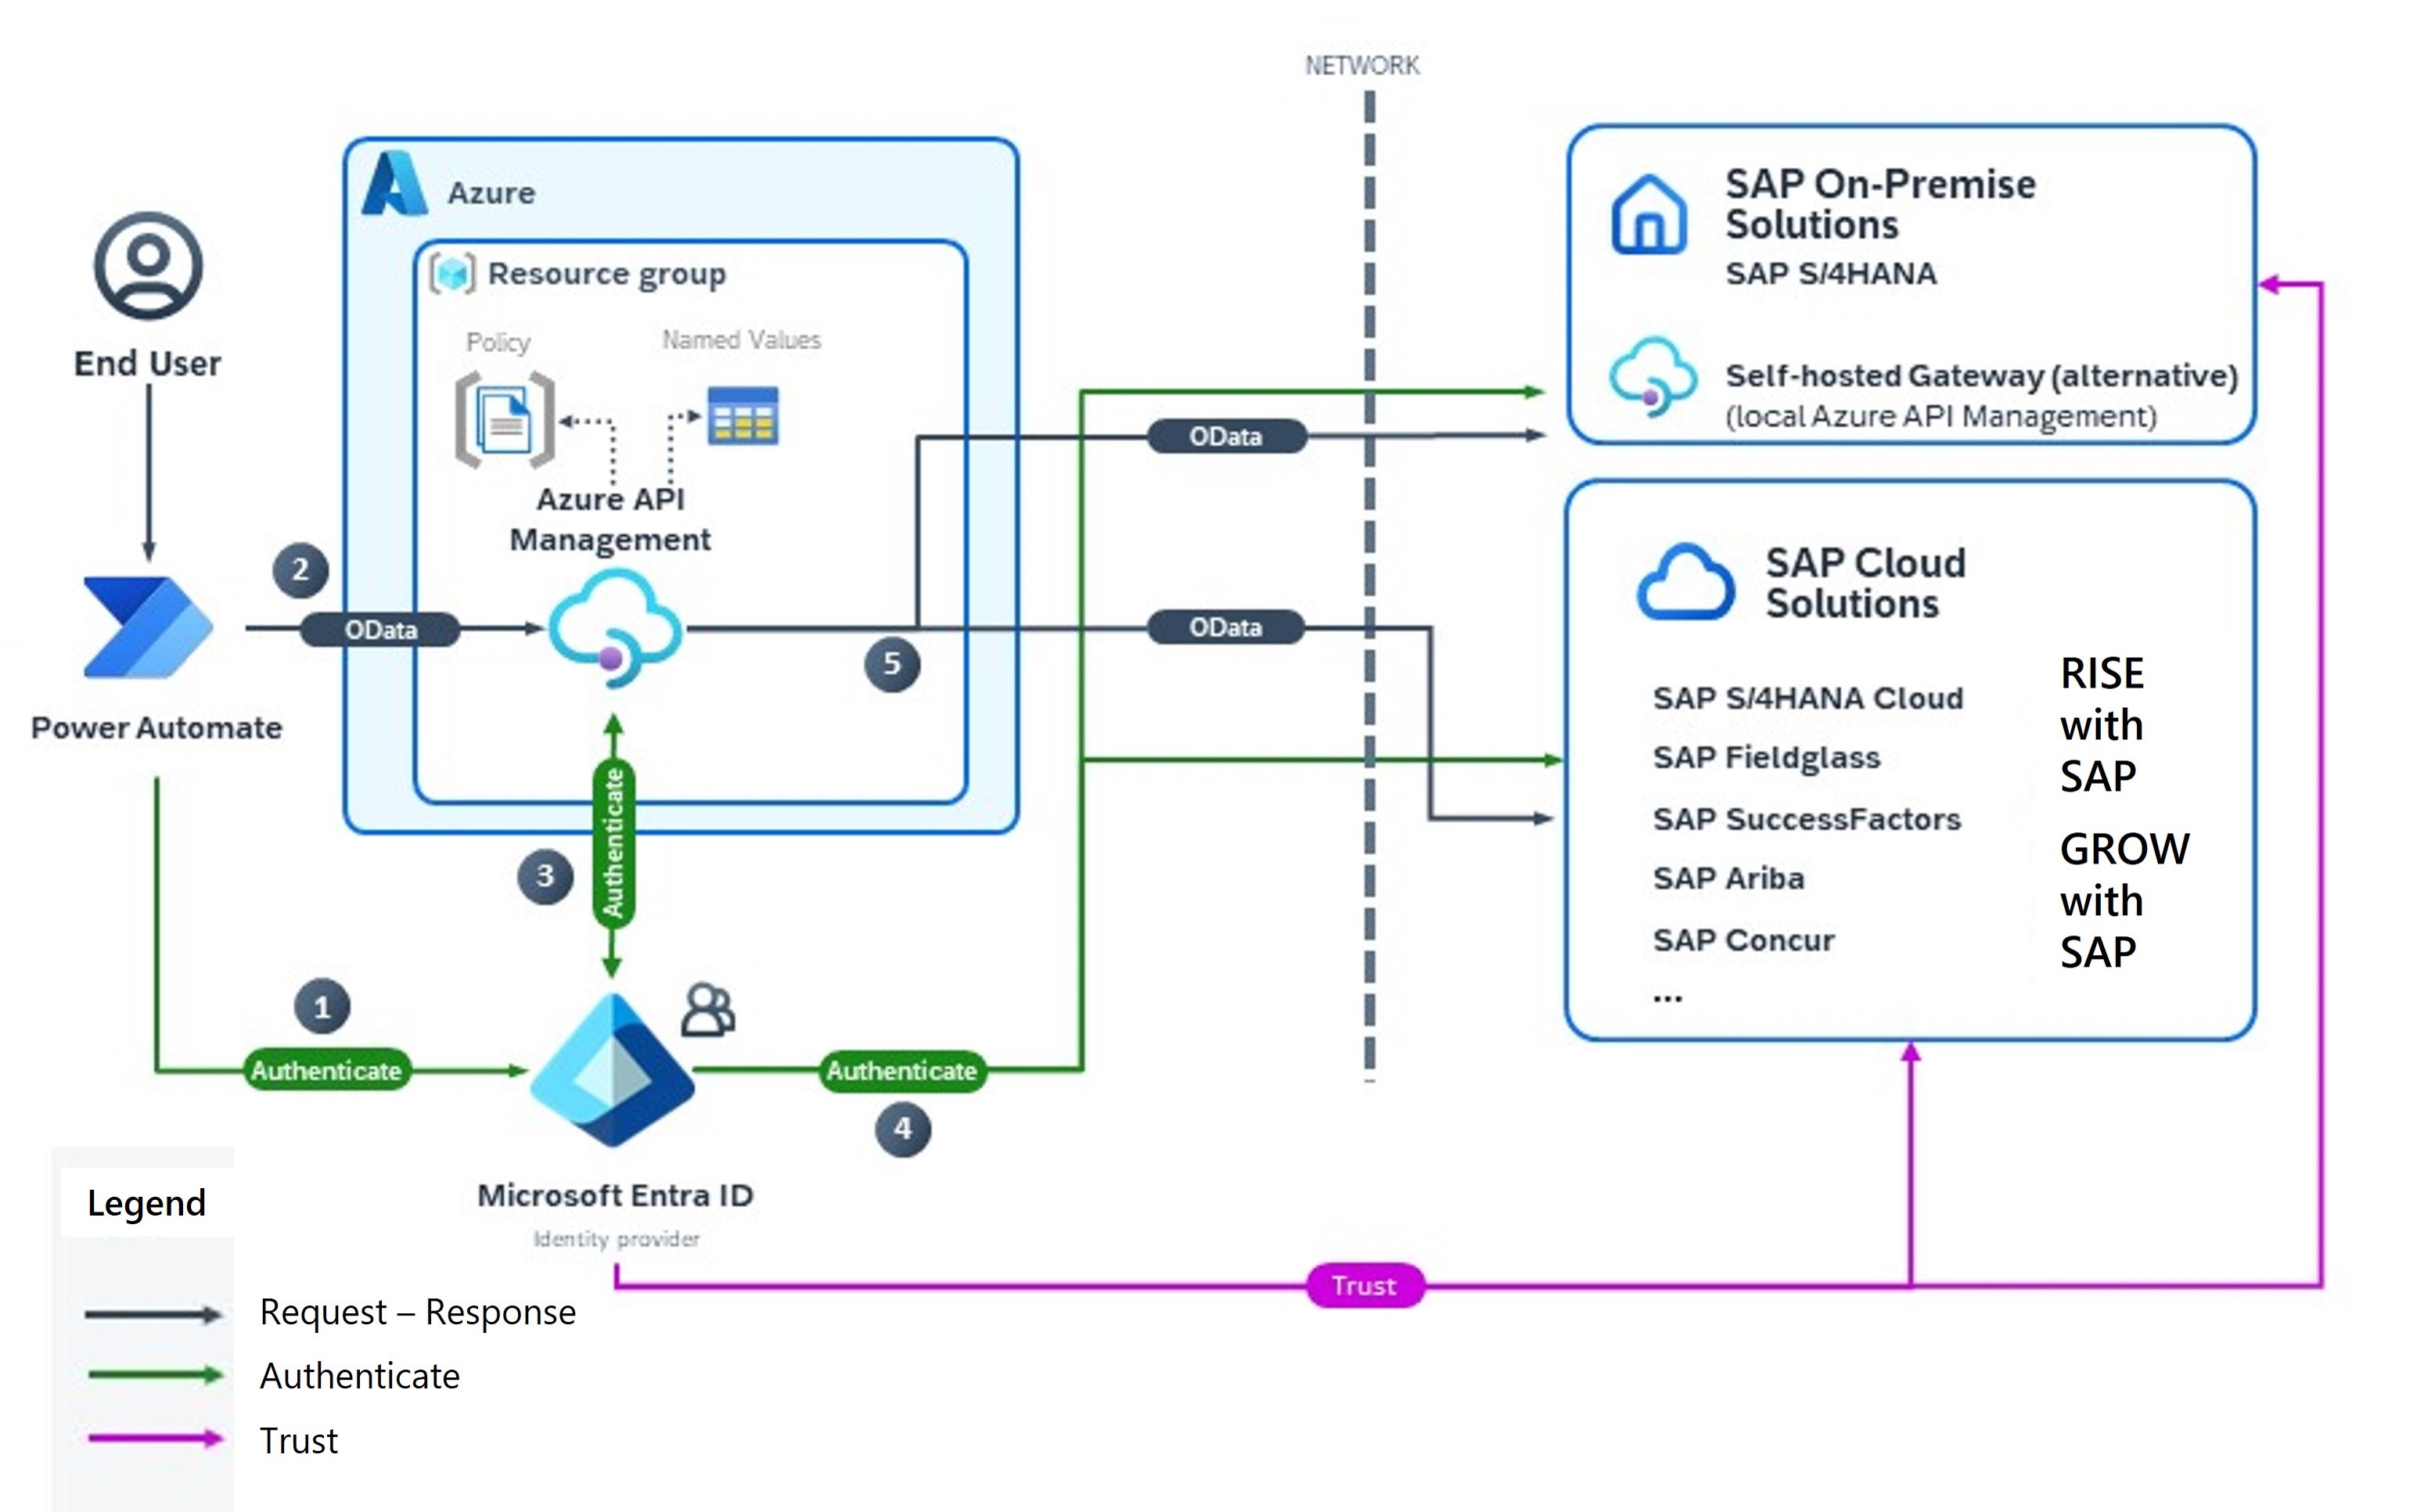 NETWORK
Azure
Resource group
Policy
Named Values
Azure API
Management
End User
2
OData
5
Power Automate
OData
OData
SAP On-Premise
Solutions
SAP S/4HANA
Self-hosted Gateway (alternative)
(local Azure API Management)
SAP Cloud
Solutions
SAP S/4HANA Cloud
SAP Fieldglass
SAP SuccessFactors
SAP Ariba
SAP Concur
...
RISE
with
SAP
GROW
with
SAP
Authenticate
3
1
Authenticate
Authenticate
4
Microsoft Entra ID
Identity provider
Trust
Legend
Request – Response
Authenticate
Trust